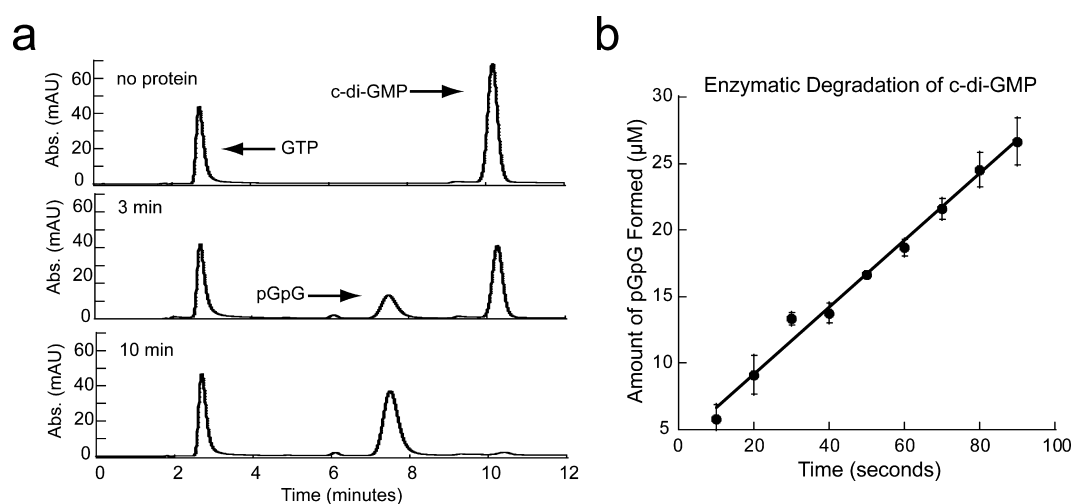 a
no protein
Abs. (mAU)
60
40
20
0
c-di-GMP
GTP
3 min
Abs. (mAU)
60
40
20
0
pGpG
10 min
Abs. (mAU)
60
40
20
0
0 2 4 6 8 10 12
Time (minutes)
b
Enzymatic Degradation of c-di-GMP
Amount of pGpG Formed (µM)
30
25
20
15
10
5
0 20 40 60 80 100
Time (seconds)